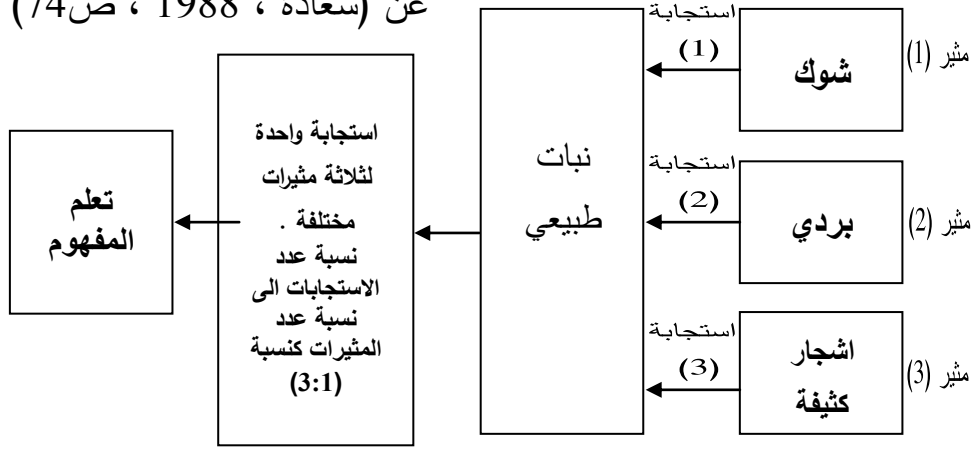 عن (سعادة ، 1988 ، ص74)
مثير (1)
شوك
استجابة
(1)
مثير (2)
بردي
استجابة
(2)
مثير (3)
اشجار
كثيفة
استجابة
(3)
نبات
طبيعي
استجابة واحدة
لثلاثة مثيرات
مختلفة .
نسبة عدد
الاستجابات الى
نسبة عدد
المثيرات كنسبة
(3:1)
تعلم
المفهوم